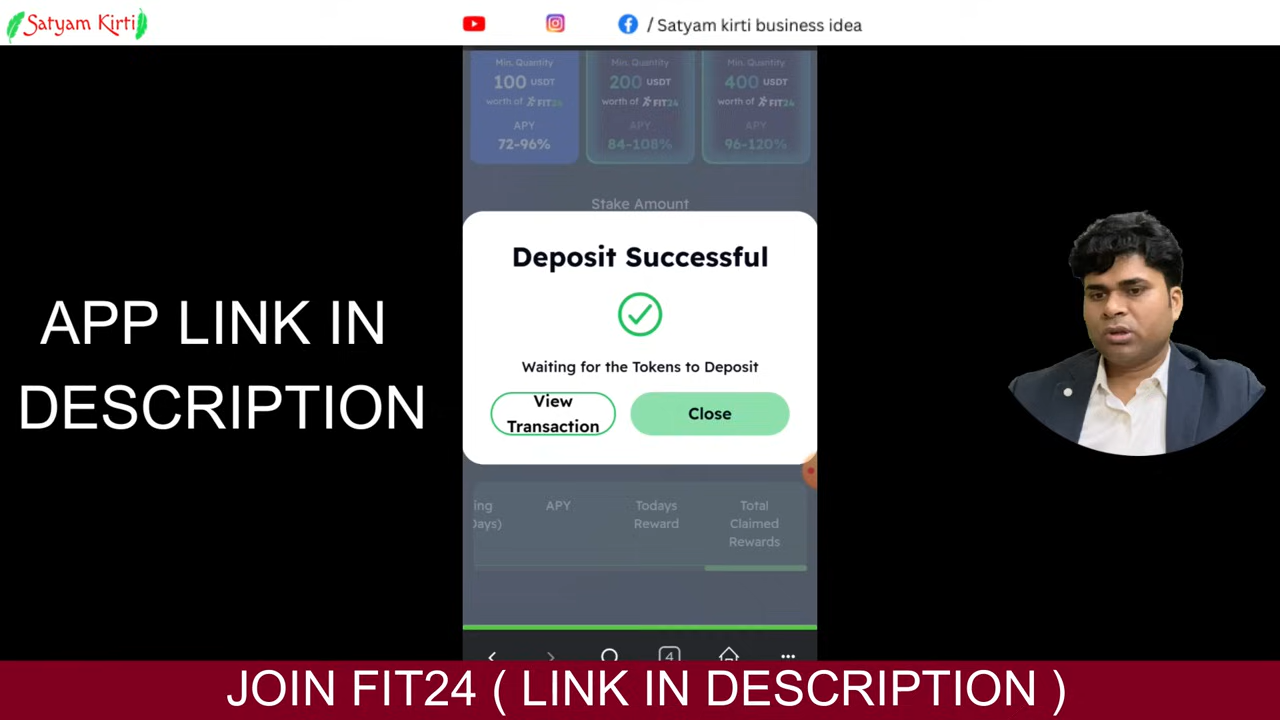 Satyam Kirti
/ Satyam kirti business idea
Min. Quantity
100 USDT
worth of FIT24
APY
72-96%
Min. Quantity
200 USDT
worth of FIT24
APY
84-108%
Min. Quantity
400 USDT
worth of FIT24
APY
96-120%
Stake Amount
Deposit Successful
Waiting for the Tokens to Deposit
View
Transaction
Close
APP LINK IN
DESCRIPTION
ing
Days)
APY
Todays
Reward
Total
Claimed
Rewards
4
JOIN FIT24 ( LINK IN DESCRIPTION )